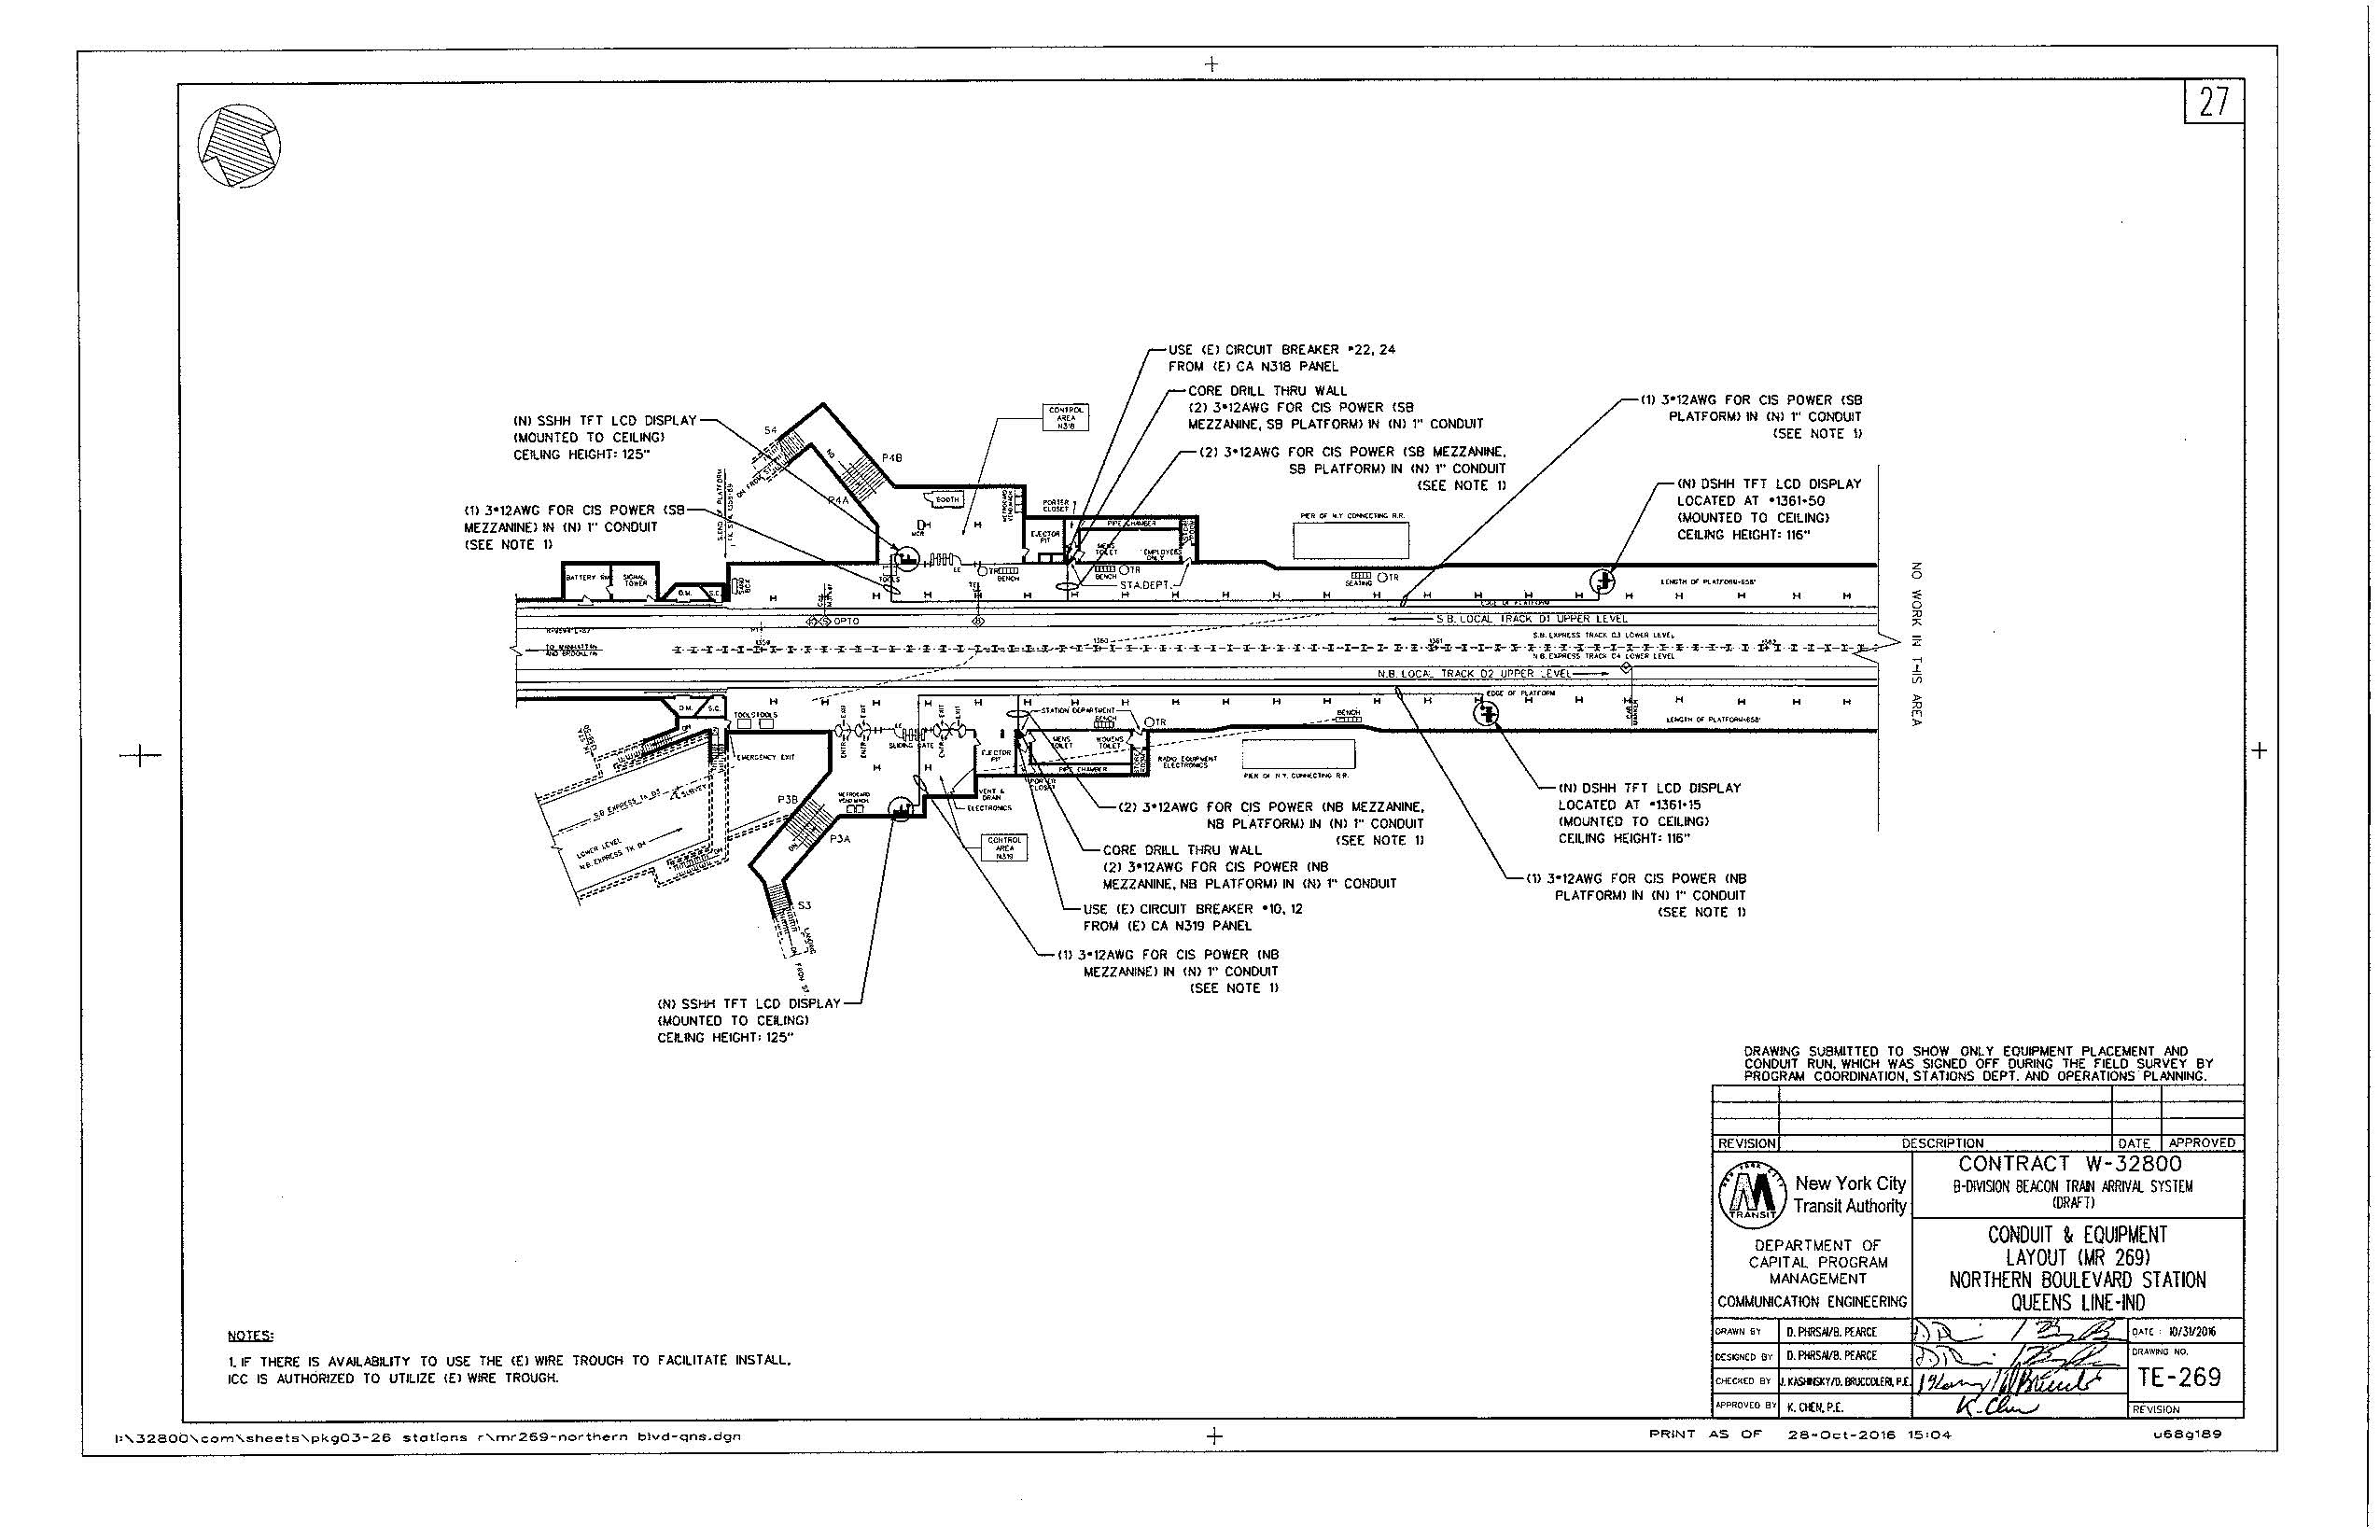 27
USE (E) CIRCUIT BREAKER #22, 24
FROM (E) CA N318 PANEL
CORE DRILL THRU WALL
(2) 3#12AWG FOR CIS POWER (SB
MEZZANINE, SB PLATFORM) IN (N) 1" CONDUIT
(2) 3#12AWG FOR CIS POWER (SB MEZZANINE,
SB PLATFORM) IN (N) 1" CONDUIT
(SEE NOTE 1)
(1) 3#12AWG FOR CIS POWER (SB
PLATFORM) IN (N) 1" CONDUIT
(SEE NOTE 1)
(N) DSHH TFT LCD DISPLAY
LOCATED AT #1361+50
(MOUNTED TO CEILING)
CEILING HEIGHT: 116"
(N) SSHH TFT LCD DISPLAY
(MOUNTED TO CEILING)
CEILING HEIGHT: 125"
(1) 3#12AWG FOR CIS POWER (SB
MEZZANINE) IN (N) 1" CONDUIT
(SEE NOTE 1)
CONTROL
AREA
N318
S4
P4B
P4A
BOOTH
MCR
PORTER
CLOSET
PIPE CHAMBER
EJECTOR
PIT
MENS
TOILET
EMPLOYEES
ONLY
BENCH
TR
BENCH
TR
STA.DEPT.
TOOLS
PIER OF N.Y. CONNECTING R.R.
SEATING
TR
LENGTH OF PLATFORM=658'
BATTERY RM
SIGNAL
TOWER
D.M.
S.C.
EDGE OF PLATFORM
OPTO
S.B. LOCAL TRACK D1 UPPER LEVEL
S.B. EXPRESS TRACK D3 LOWER LEVEL
TO MANHATTAN
AND BROOKLYN
1359
1360
1361
1362
N.B. EXPRESS TRACK D4 LOWER LEVEL
N.B. LOCAL TRACK D2 UPPER LEVEL
NO WORK IN THIS AREA
EDGE OF PLATFORM
LENGTH OF PLATFORM=658'
D.M.
S.C.
TOOLS TOOLS
EMERGENCY EXIT
SLIDING GATE
STATION DEPARTMENT
BENCH
TR
BENCH
EJECTOR
PIT
MENS
TOILET
WOMENS
TOILET
PIPE CHAMBER
PORTER
CLOSET
RADIO EQUIPMENT
ELECTRONICS
PIER OF N.Y. CONNECTING R.R.
VENT &
DRAIN
ELECTRONICS
METROCARD
VEND MACH.
P3B
P3A
S3
CONTROL
AREA
N319
S.B EXPRESS TK D3
LOWER LEVEL
N.B. EXPRESS TK D4
(2) 3#12AWG FOR CIS POWER (NB MEZZANINE,
NB PLATFORM) IN (N) 1" CONDUIT
(SEE NOTE 1)
CORE DRILL THRU WALL
(2) 3#12AWG FOR CIS POWER (NB
MEZZANINE, NB PLATFORM) IN (N) 1" CONDUIT
USE (E) CIRCUIT BREAKER #10, 12
FROM (E) CA N319 PANEL
(1) 3#12AWG FOR CIS POWER (NB
MEZZANINE) IN (N) 1" CONDUIT
(SEE NOTE 1)
(N) DSHH TFT LCD DISPLAY
LOCATED AT #1361+15
(MOUNTED TO CEILING)
CEILING HEIGHT: 116"
(1) 3#12AWG FOR CIS POWER (NB
PLATFORM) IN (N) 1" CONDUIT
(SEE NOTE 1)
(N) SSHH TFT LCD DISPLAY
(MOUNTED TO CEILING)
CEILING HEIGHT: 125"
DRAWING SUBMITTED TO SHOW ONLY EQUIPMENT PLACEMENT AND
CONDUIT RUN, WHICH WAS SIGNED OFF DURING THE FIELD SURVEY BY
PROGRAM COORDINATION, STATIONS DEPT. AND OPERATIONS PLANNING.
REVISION DESCRIPTION DATE APPROVED
NEW YORK CITY
TRANSIT
New York City
Transit Authority
DEPARTMENT OF
CAPITAL PROGRAM
MANAGEMENT
COMMUNICATION ENGINEERING
CONTRACT W-32800
B-DIVISION BEACON TRAIN ARRIVAL SYSTEM
(DRAFT)
CONDUIT & EQUIPMENT
LAYOUT (MR 269)
NORTHERN BOULEVARD STATION
QUEENS LINE-IND
DRAWN BY D. PHRSAI/B. PEARCE
DATE : 10/31/2016
DESIGNED BY D. PHRSAI/B. PEARCE
DRAWING NO.
TE-269
CHECKED BY J. KASHINSKY/D. BRUCCOLERI, P.E.
APPROVED BY K. CHEN, P.E. K. Chen
REVISION
NOTES:
1. IF THERE IS AVAILABILITY TO USE THE (E) WIRE TROUGH TO FACILITATE INSTALL,
ICC IS AUTHORIZED TO UTILIZE (E) WIRE TROUGH.
I:\32800\com\sheets\pkg03-26 stations r\mr269-northern blvd-qns.dgn
PRINT AS OF 28-Oct-2016 15:04
u68g189